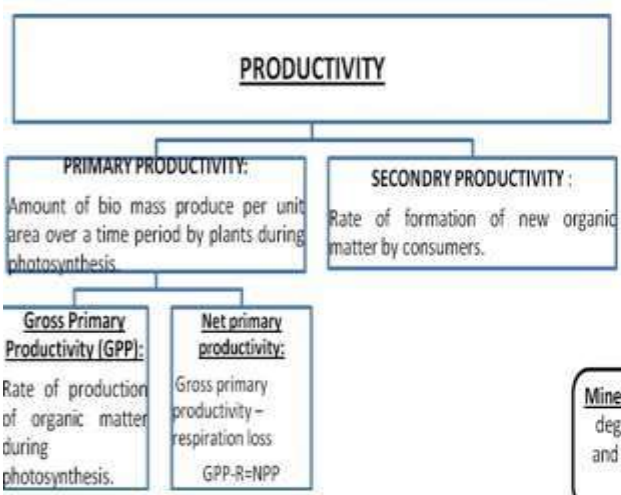 PRODUCTIVITY
PRIMARY PRODUCTIVITY:
Amount of bio mass produce per unit
area over a time period by plants during
photosynthesis.
SECONDRY PRODUCTIVITY :
Rate of formation of new organic
matter by consumers.
Gross Primary
Productivity (GPP):
Rate of production
of organic matter
during
photosynthesis.
Net primary
productivity:
Gross primary
productivity –
respiration loss
GPP-R=NPP
and